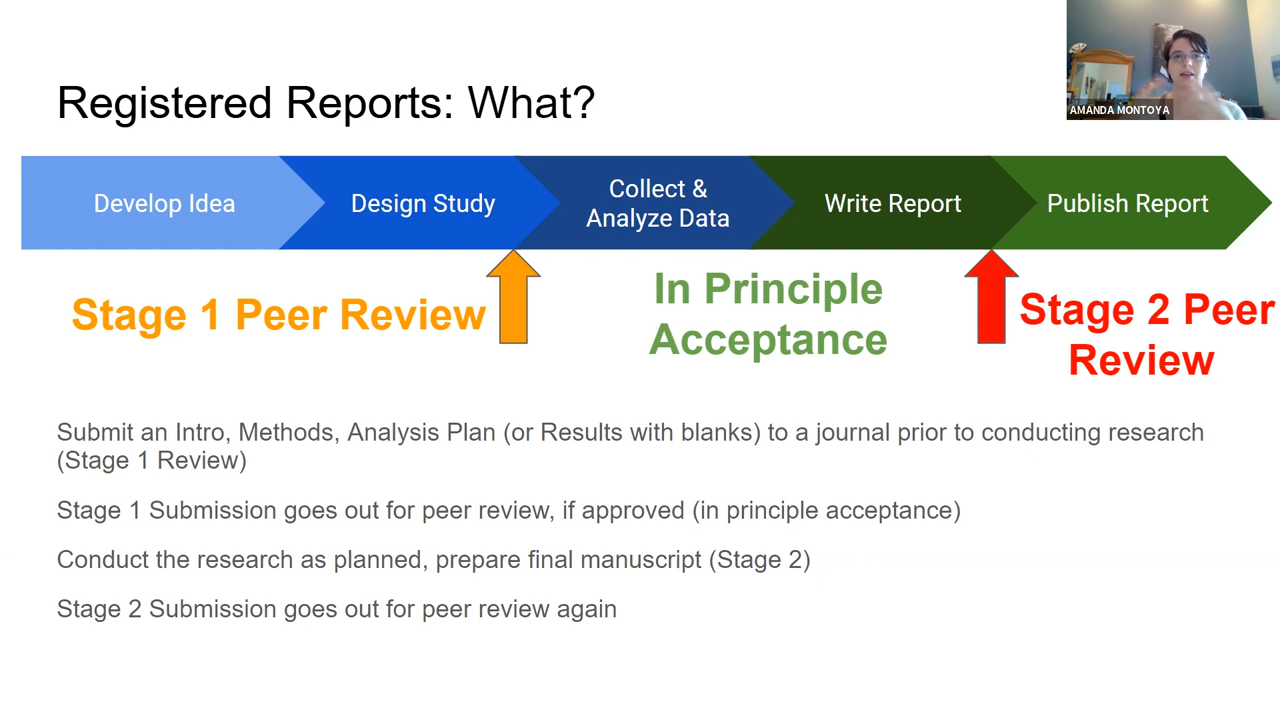 Registered Reports: What?
AMANDA MONTOYA
Develop Idea
Design Study
Collect &
Analyze Data
Write Report
Publish Report
Stage 1 Peer Review
In Principle
Acceptance
Stage 2 Peer
Review
Submit an Intro, Methods, Analysis Plan (or Results with blanks) to a journal prior to conducting research
(Stage 1 Review)
Stage 1 Submission goes out for peer review, if approved (in principle acceptance)
Conduct the research as planned, prepare final manuscript (Stage 2)
Stage 2 Submission goes out for peer review again